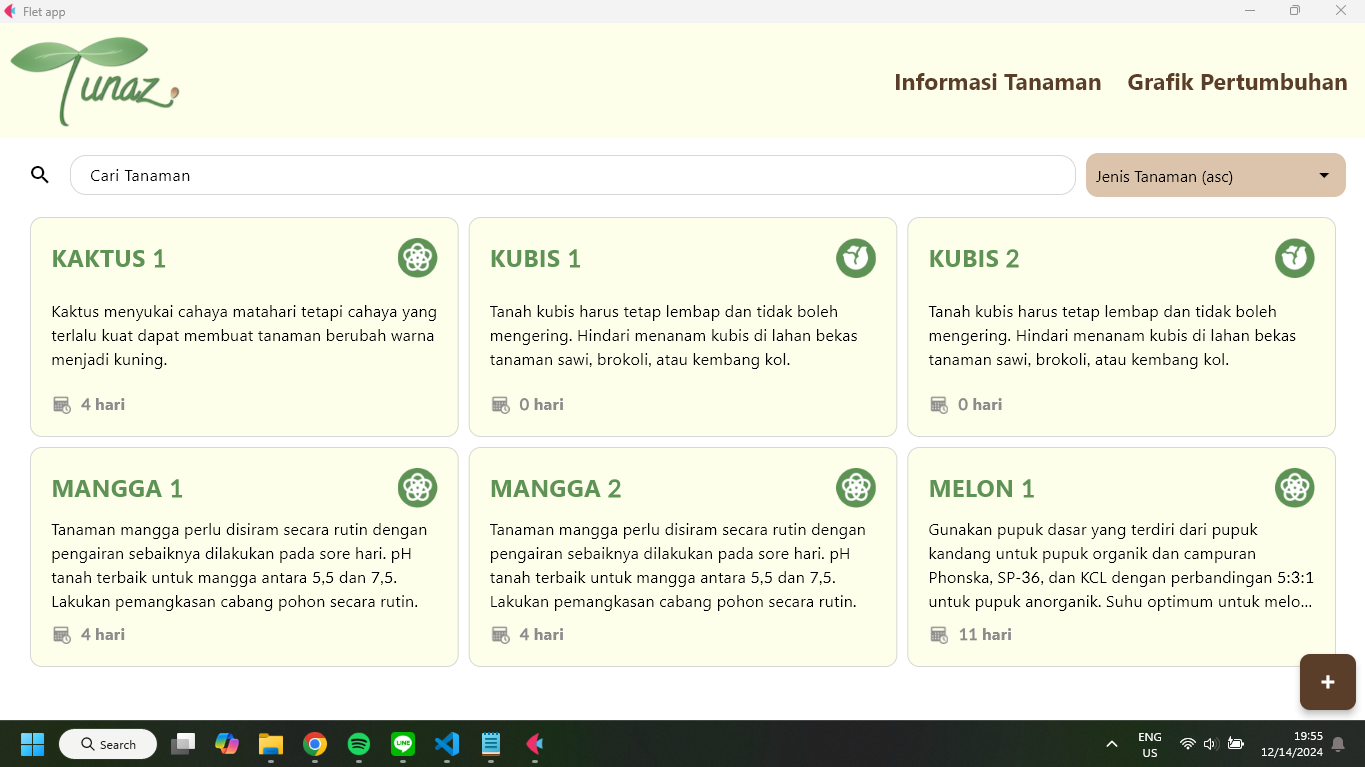 Flet app
Tunaz
Informasi Tanaman
Grafik Pertumbuhan
Cari Tanaman
Jenis Tanaman (asc)
KAKTUS 1
Kaktus menyukai cahaya matahari tetapi cahaya yang
terlalu kuat dapat membuat tanaman berubah warna
menjadi kuning.
4 hari
KUBIS 1
Tanah kubis harus tetap lembap dan tidak boleh
mengering. Hindari menanam kubis di lahan bekas
tanaman sawi, brokoli, atau kembang kol.
0 hari
KUBIS 2
Tanah kubis harus tetap lembap dan tidak boleh
mengering. Hindari menanam kubis di lahan bekas
tanaman sawi, brokoli, atau kembang kol.
0 hari
MANGGA 1
Tanaman mangga perlu disiram secara rutin dengan
pengairan sebaiknya dilakukan pada sore hari. pH
tanah terbaik untuk mangga antara 5,5 dan 7,5.
Lakukan pemangkasan cabang pohon secara rutin.
4 hari
MANGGA 2
Tanaman mangga perlu disiram secara rutin dengan
pengairan sebaiknya dilakukan pada sore hari. pH
tanah terbaik untuk mangga antara 5,5 dan 7,5.
Lakukan pemangkasan cabang pohon secara rutin.
4 hari
MELON 1
Gunakan pupuk dasar yang terdiri dari pupuk
kandang untuk pupuk organik dan campuran
Phonska, SP-36, dan KCL dengan perbandingan 5:3:1
untuk pupuk anorganik. Suhu optimum untuk melo...
11 hari
+
Search
LINE
ENG
US
19:55
12/14/2024